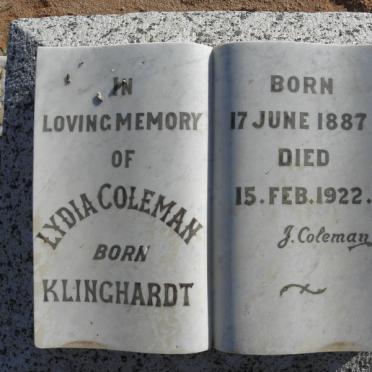 IN
LOVING MEMORY
OF
LYDIA COLEMAN
BORN
KLINGHARDT
BORN
17 JUNE 1887
DIED
15. FEB. 1922.
J. Coleman